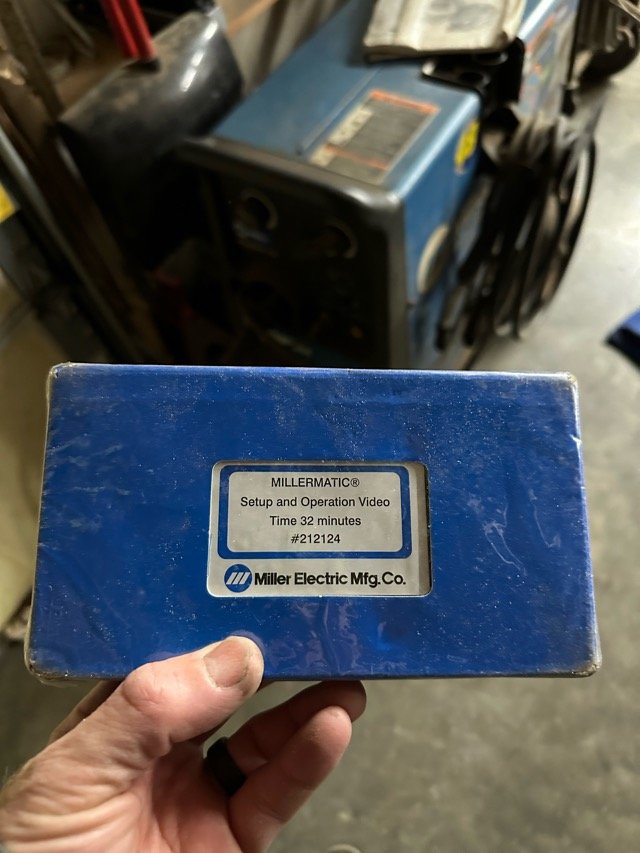 MILLERMATIC®
Setup and Operation Video
Time 32 minutes
#212124
Miller Electric Mfg.Co.